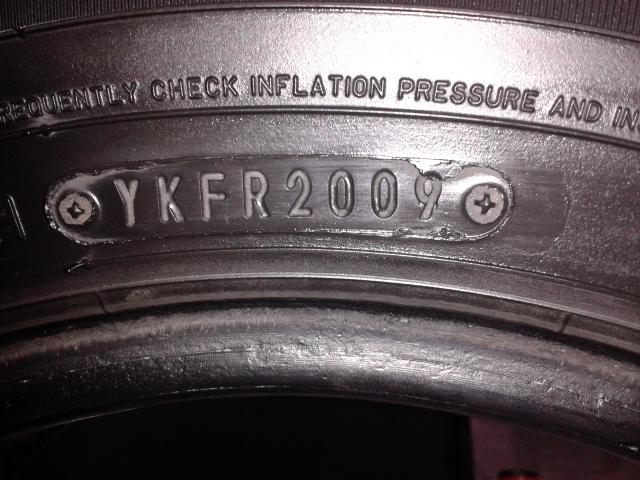 REQUENTLY CHECK INFLATION PRESSURE AND IN
H YKFR2009